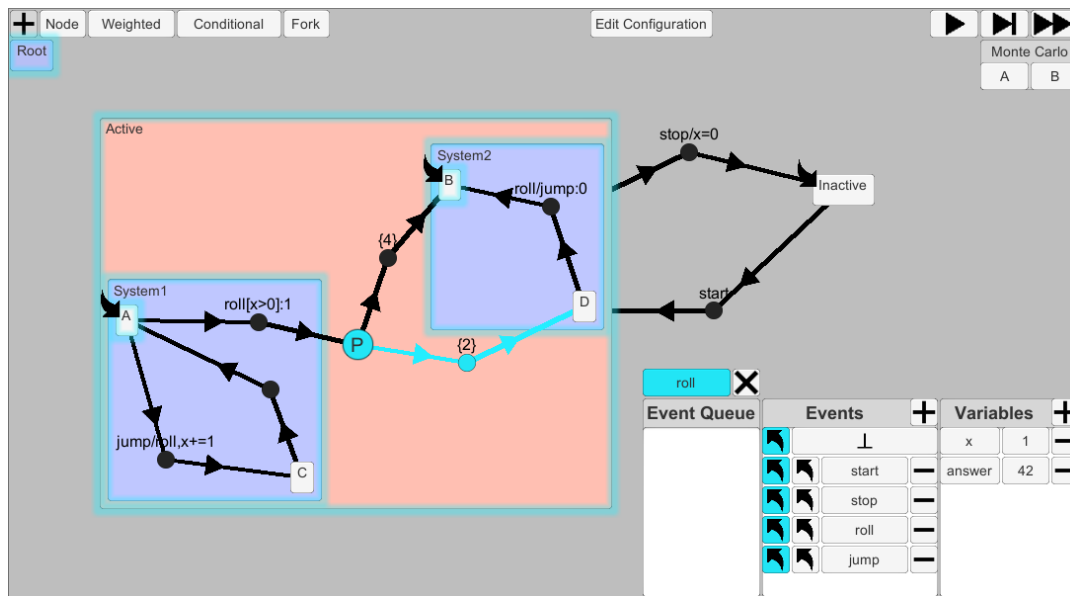 Node Weighted Conditional Fork Edit Configuration
Root
Monte Carlo
A B
Active
stop/x=0
System2
B
roll/jump:0
Inactive
{4}
System1
roll[x>0]:1
A
D
start
P
{2}
jump/roll,x+=1
C
roll
Event Queue Events Variables
⊥ x 1
start answer 42
stop
roll
jump